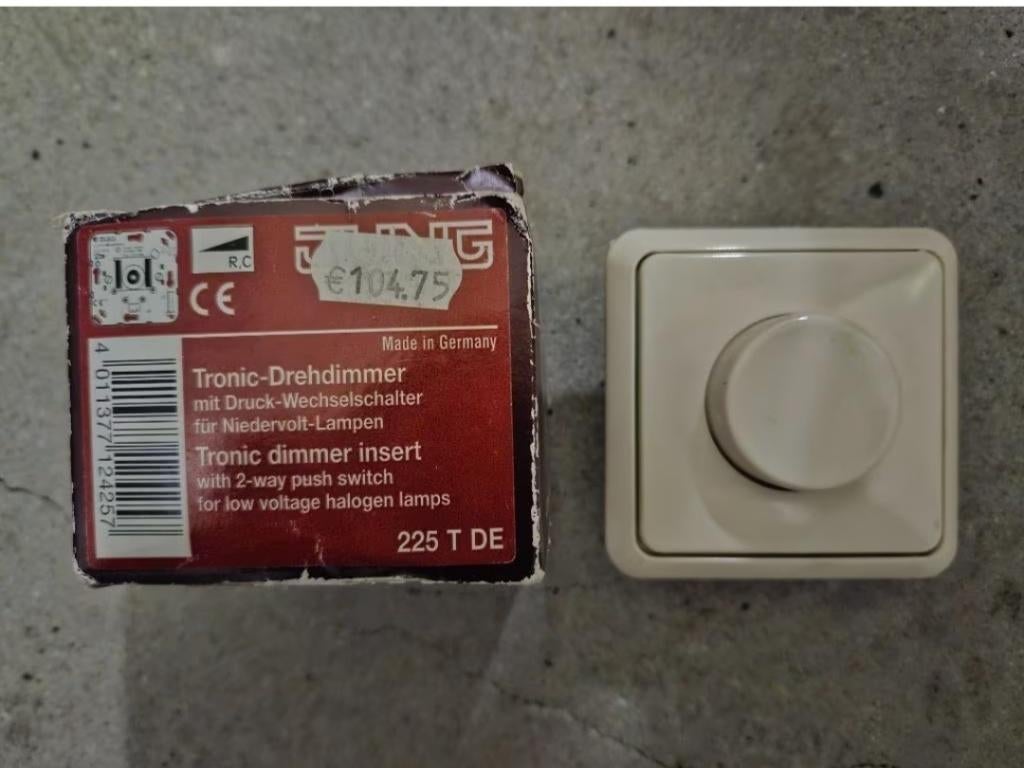 R,C
JUNG
€104.75
CE
Made in Germany
4 011377 124257
Tronic-Drehdimmer
mit Druck-Wechselschalter
für Niedervolt-Lampen
Tronic dimmer insert
with 2-way push switch
for low voltage halogen lamps
225 T DE